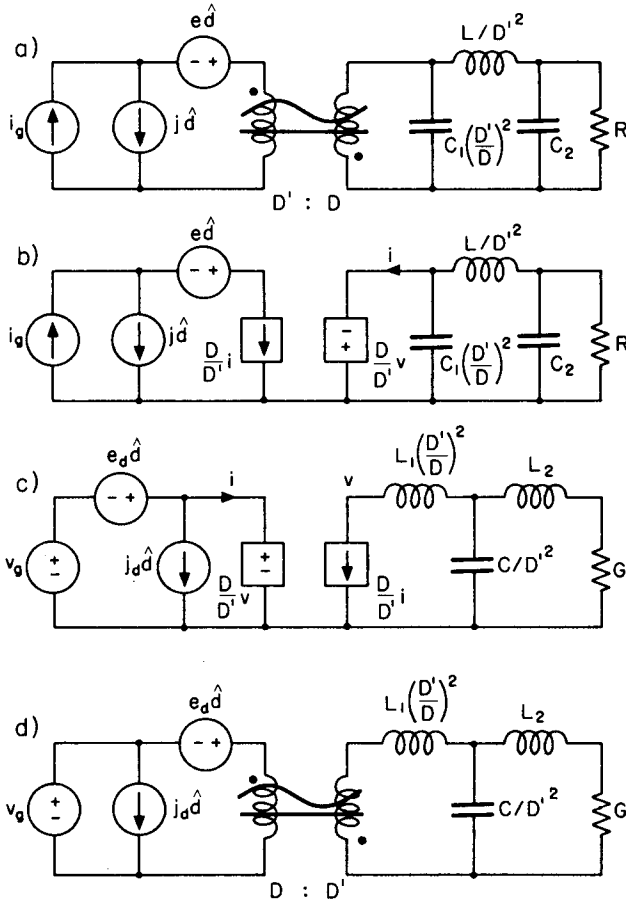 a)
ed̂
L/D'²
i_g
jd̂
C₁(D'/D)²
C₂
R
D' : D
b)
ed̂
i
L/D'²
i_g
jd̂
D/D' i
- +
D/D' v
C₁(D'/D)²
C₂
R
c)
e_d d̂
i
v
L₁(D'/D)²
L₂
v_g
j_d d̂
D/D' v
D/D' i
C/D'²
G
d)
e_d d̂
L₁(D'/D)²
L₂
v_g
j_d d̂
C/D'²
G
D : D'